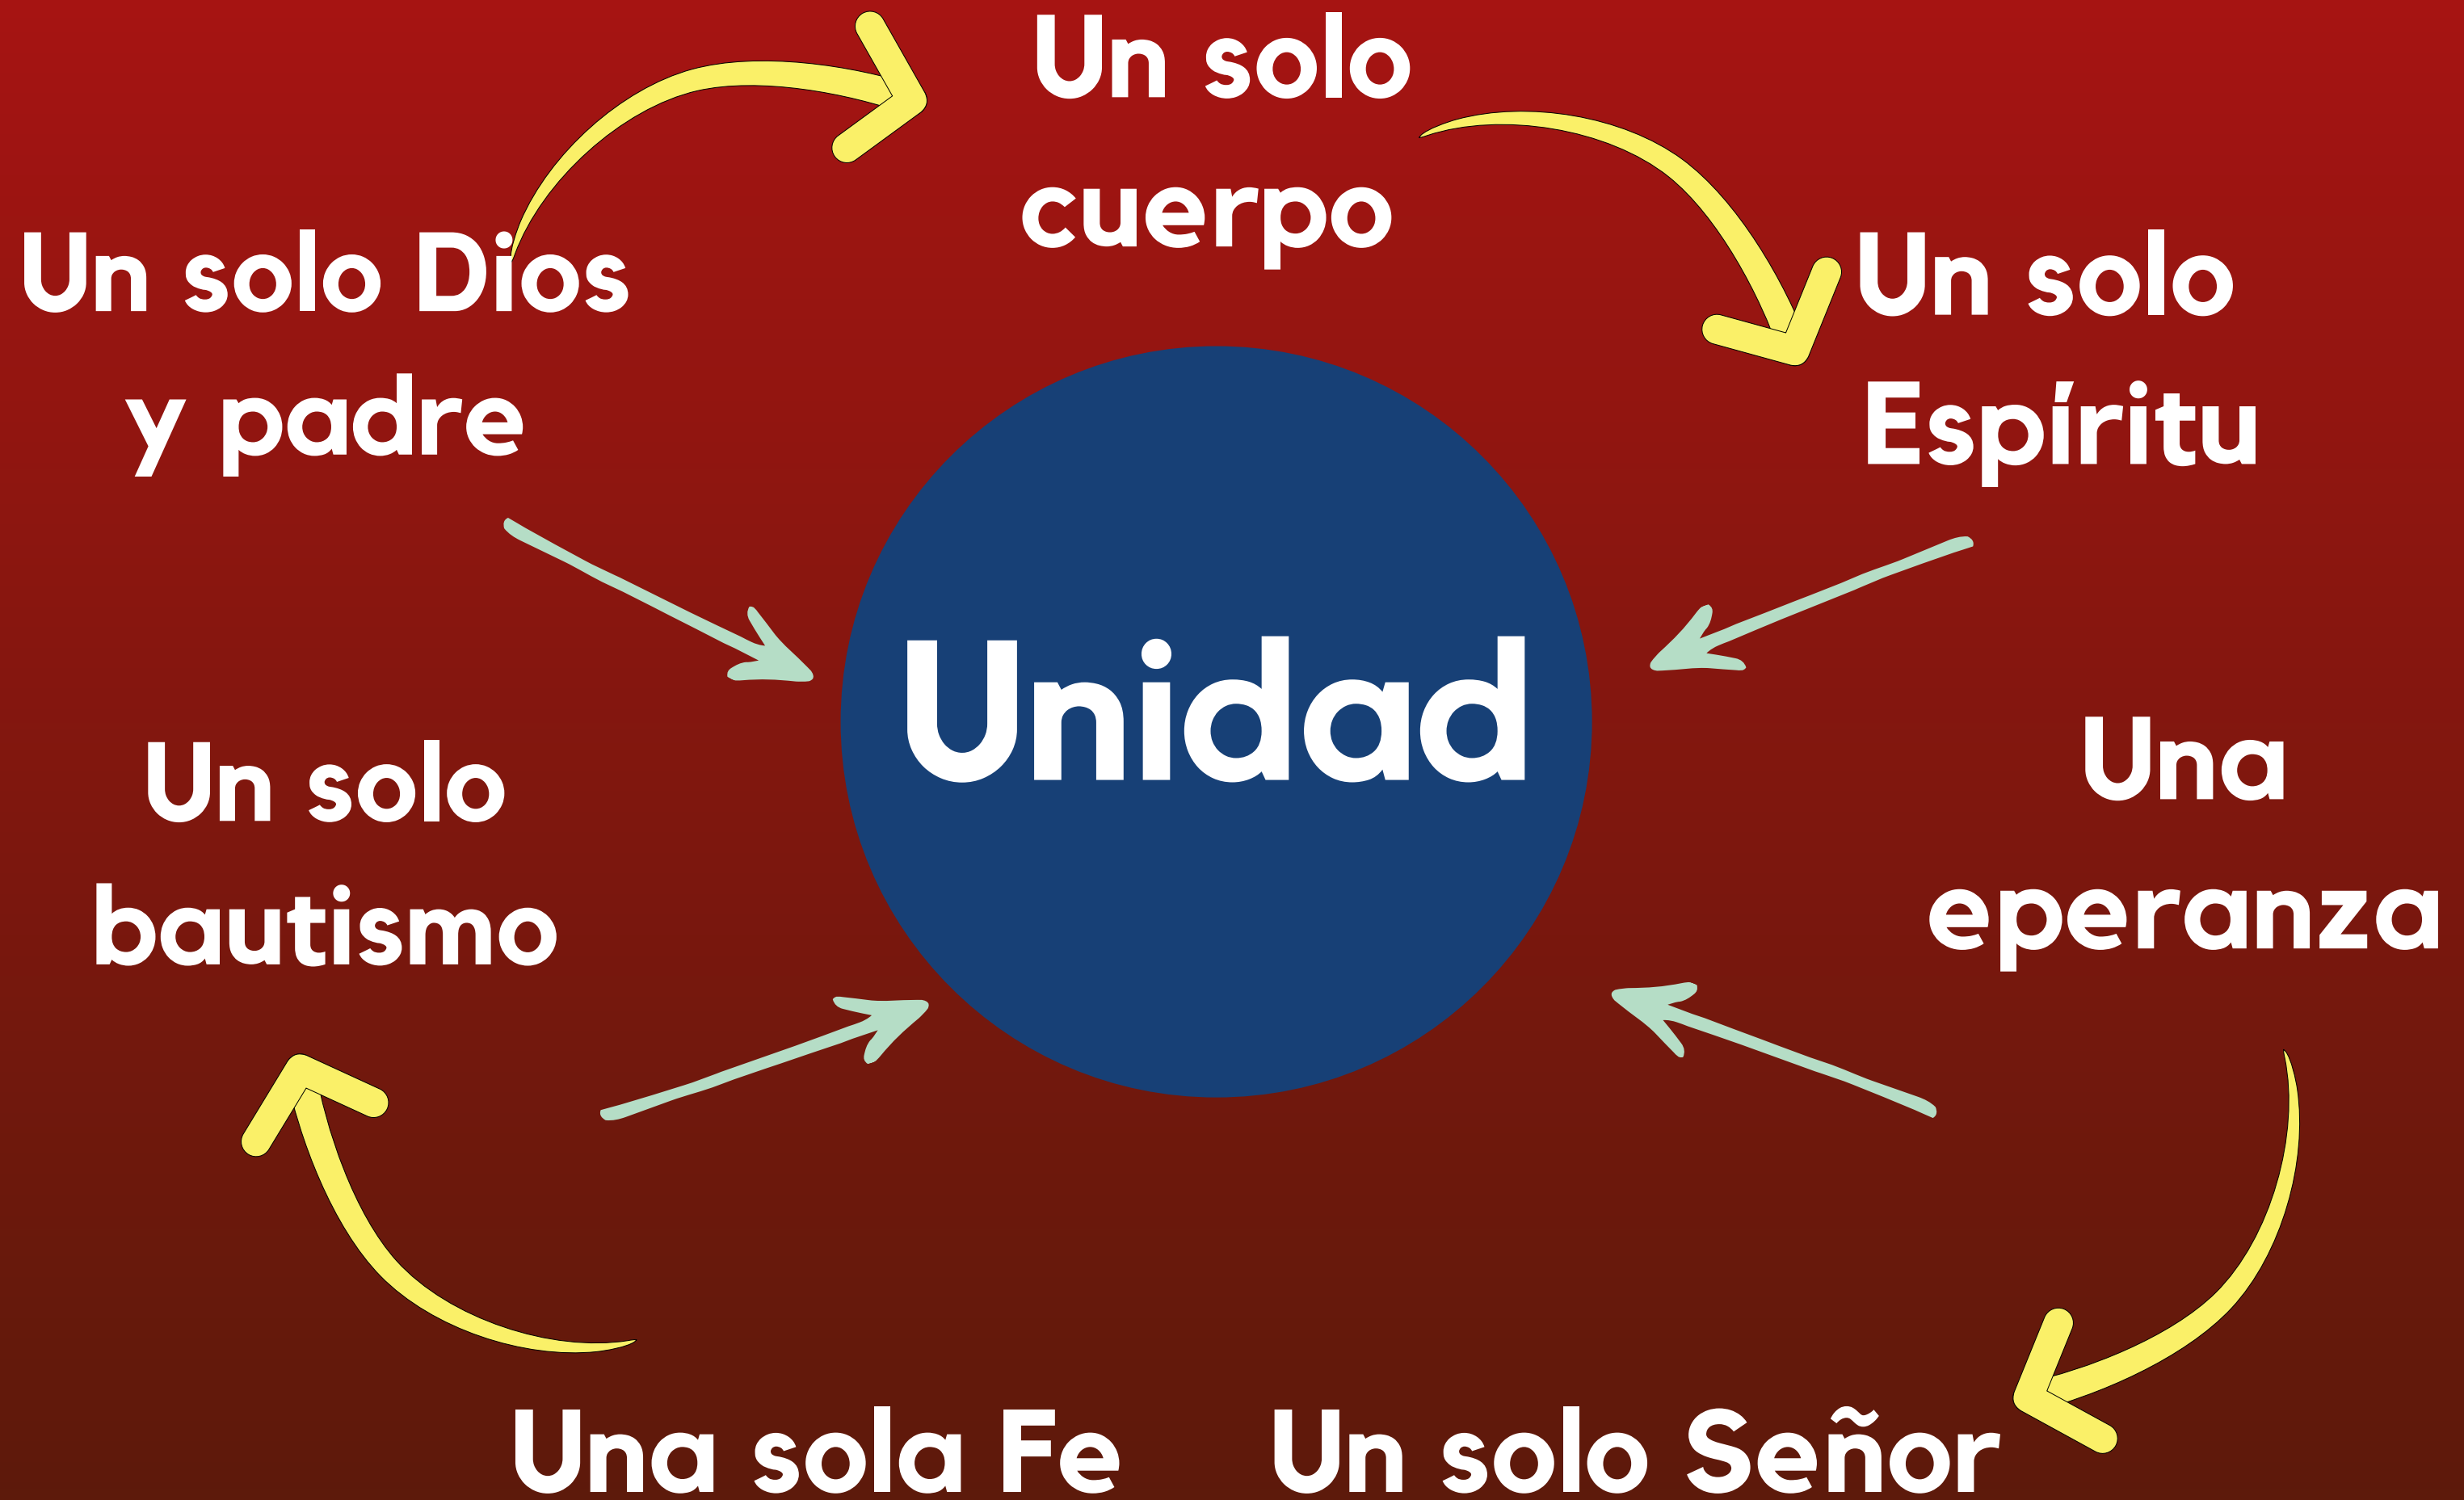 Un solo
cuerpo
Un solo
Espíritu
Una
eperanza
Un solo Señor
Una sola Fe
Un solo
bautismo
Un solo Dios
y padre
Unidad